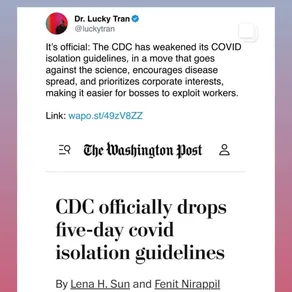 Dr. Lucky Tran
@luckytran
It's official: The CDC has weakened its COVID
isolation guidelines, in a move that goes
against the science, encourages disease
spread, and prioritizes corporate interests,
making it easier for bosses to exploit workers.
Link: wapo.st/49zV8ZZ
The Washington Post
CDC officially drops
five-day covid
isolation guidelines
By Lena H. Sun and Fenit Nirappil